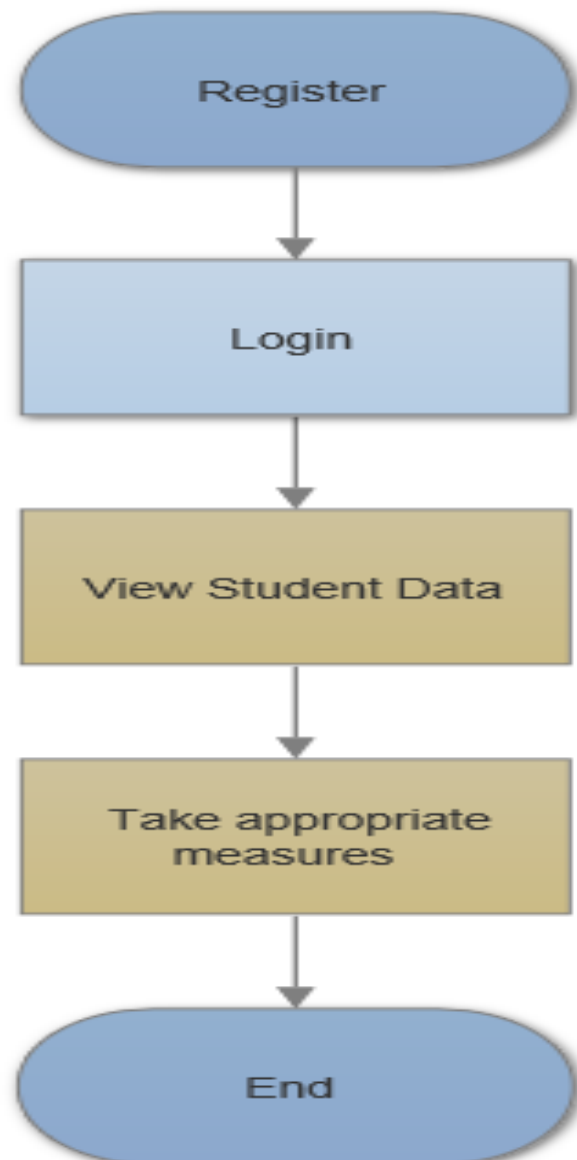 Register
Login
View Student Data
Take appropriate
measures
End